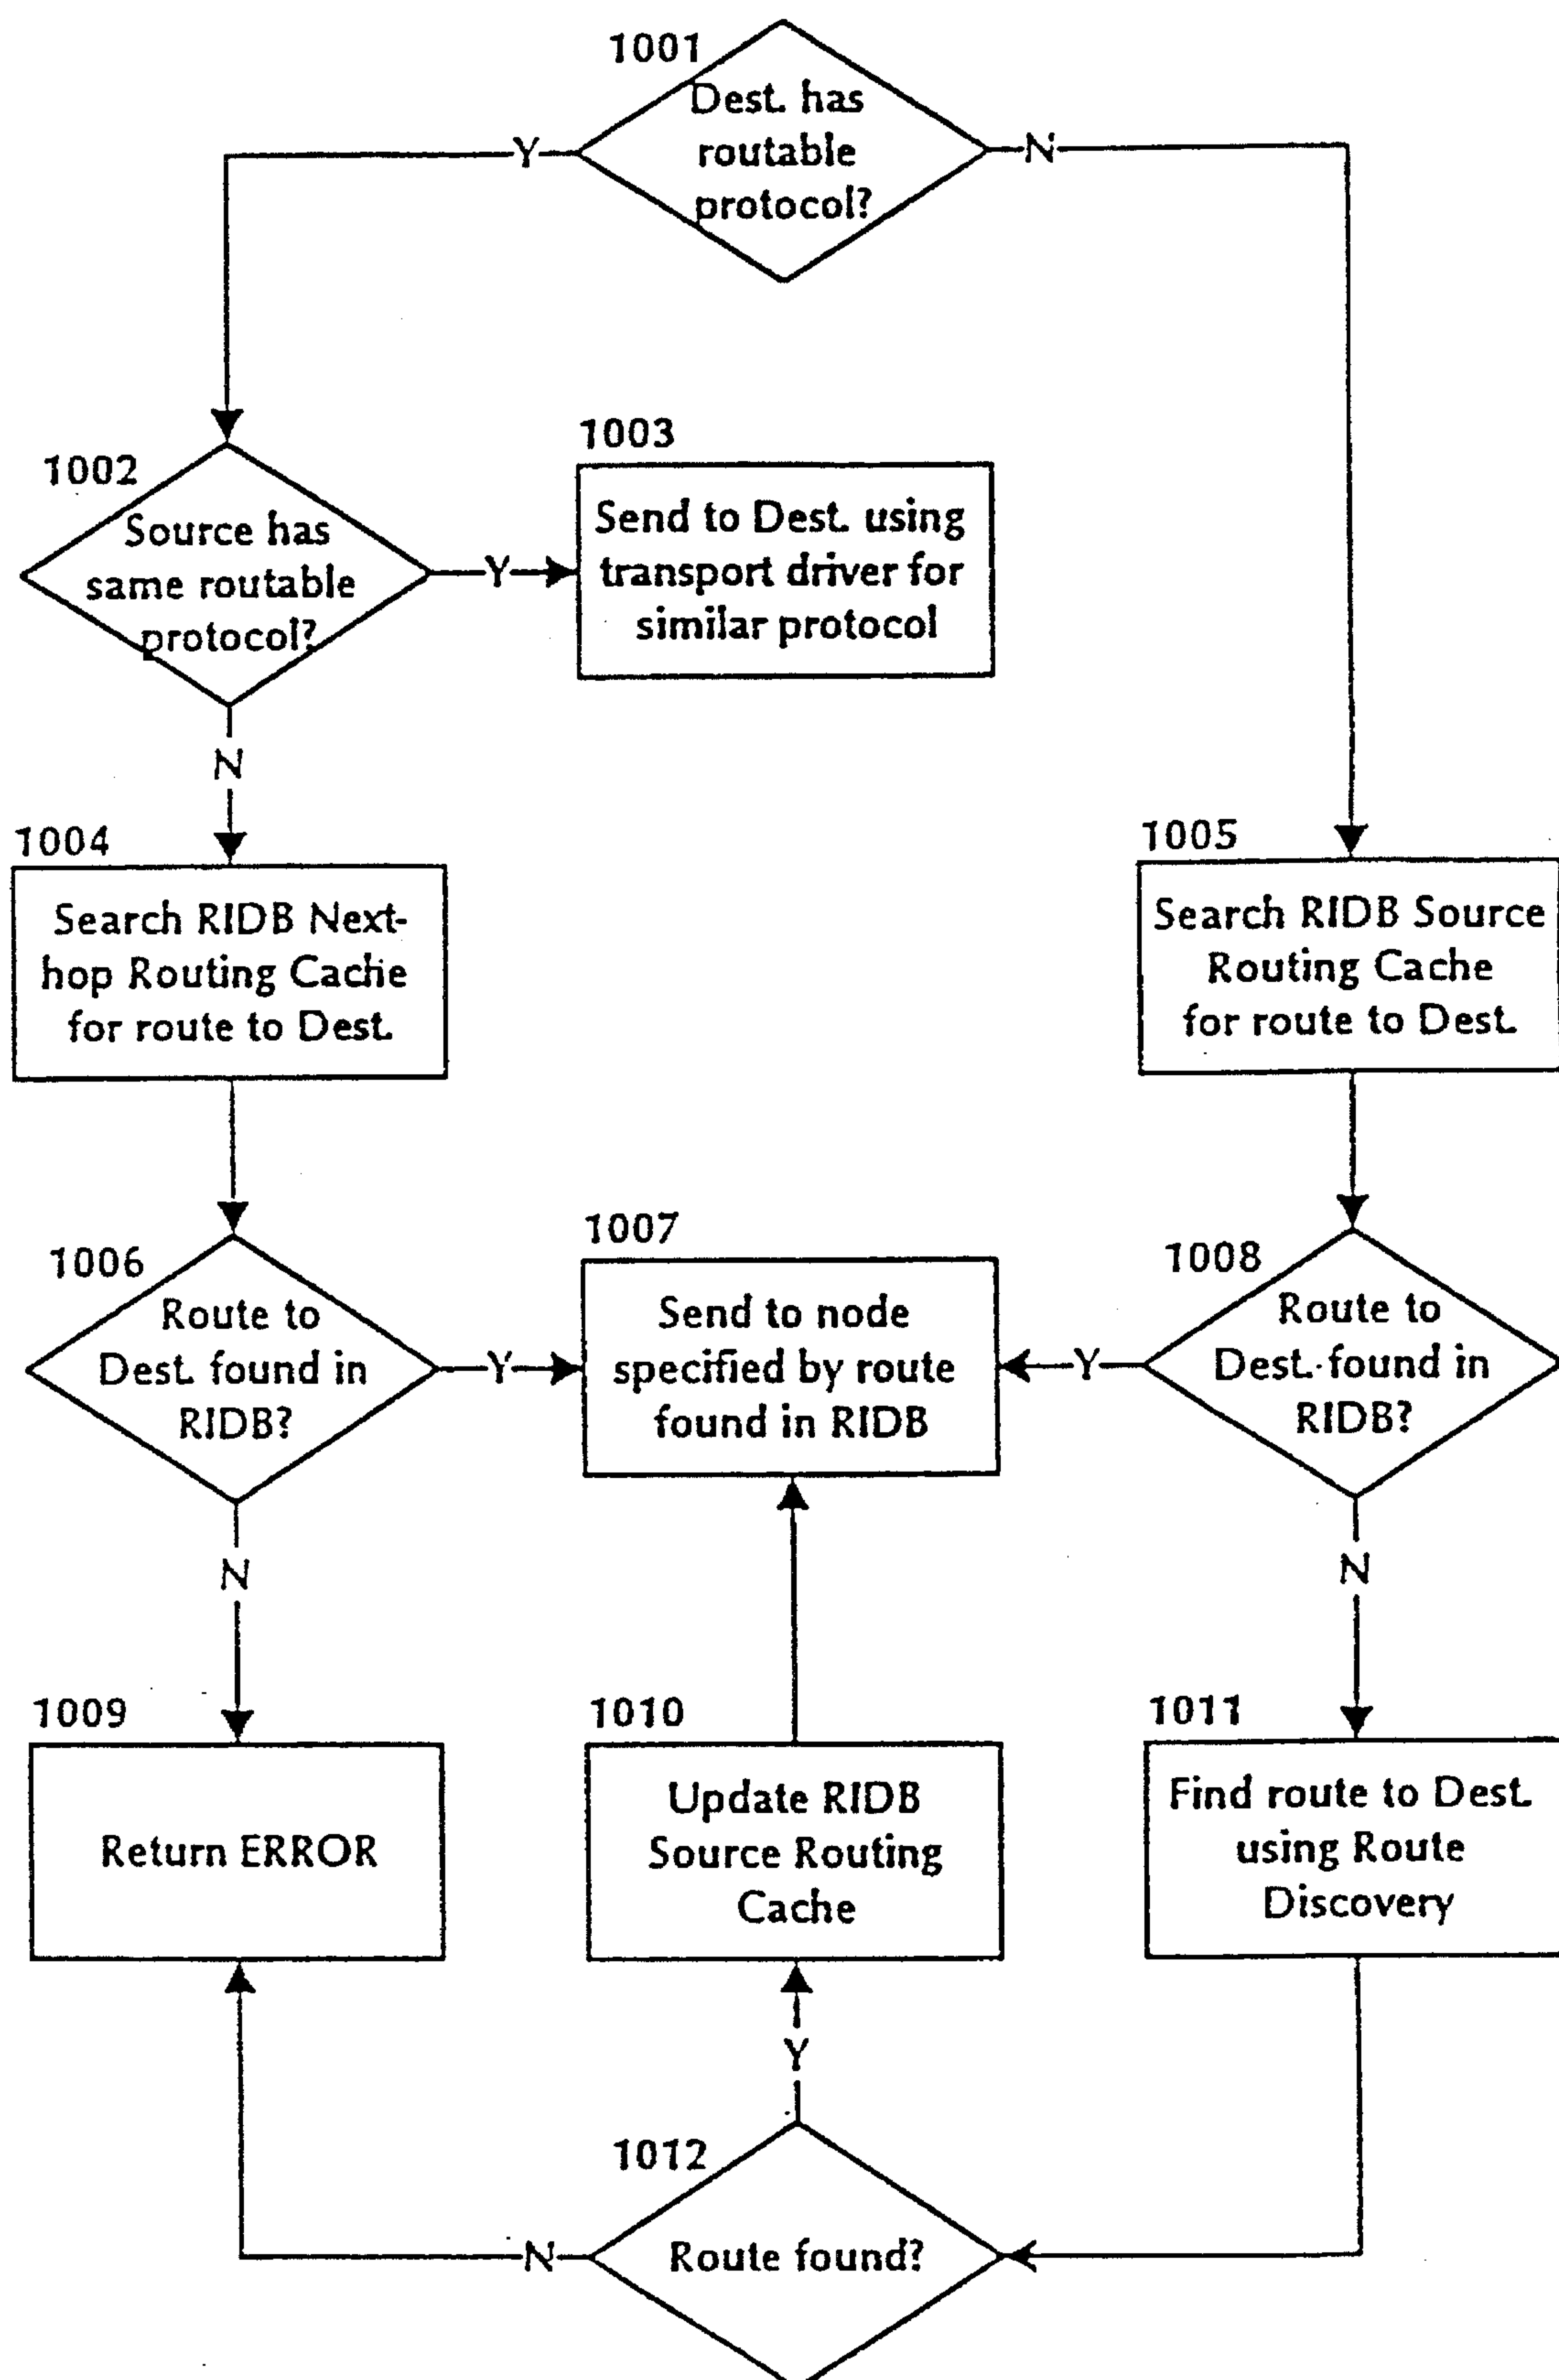 1001
Dest. has
routable
protocol?
Y
N
1002
Source has
same routable
protocol?
Y
1003
Send to Dest. using
transport driver for
similar protocol
N
1004
Search RIDB Next-
hop Routing Cache
for route to Dest.
1005
Search RIDB Source
Routing Cache
for route to Dest.
1006
Route to
Dest. found in
RIDB?
Y
1007
Send to node
specified by route
found in RIDB
Y
1008
Route to
Dest. found in
RIDB?
N
N
1009
Return ERROR
1010
Update RIDB
Source Routing
Cache
1011
Find route to Dest.
using Route
Discovery
Y
1012
Route found?
N